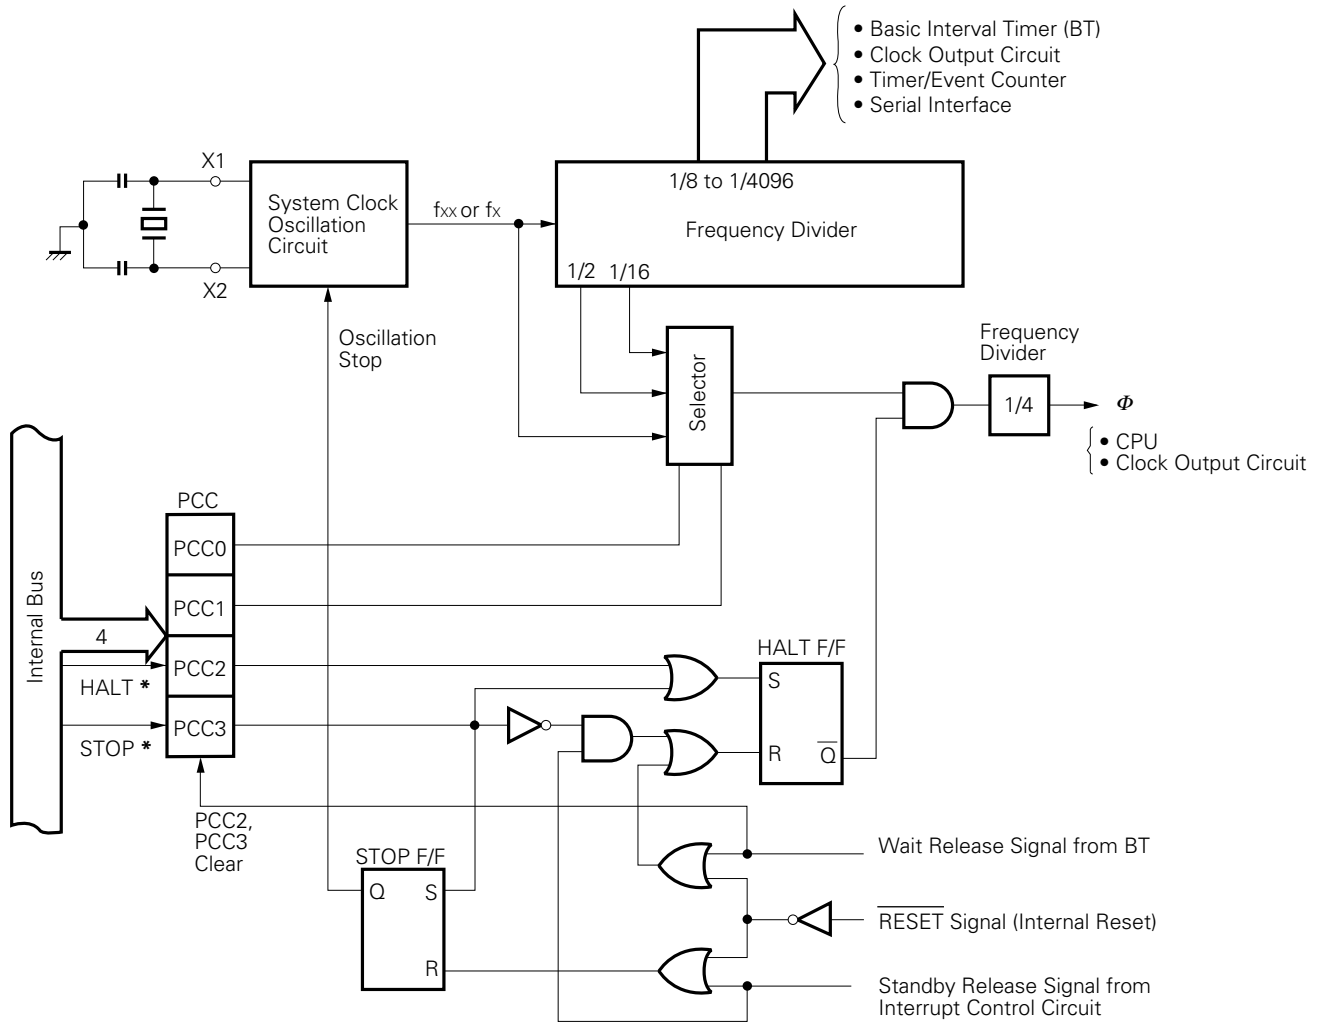 • Basic Interval Timer (BT)
• Clock Output Circuit
• Timer/Event Counter
• Serial Interface
X1
System Clock
Oscillation
Circuit
X2
fXX or fX
1/8 to 1/4096
Frequency Divider
1/2 1/16
Oscillation
Stop
Selector
Frequency
Divider
1/4
Φ
• CPU
• Clock Output Circuit
Internal Bus
4
HALT *
STOP *
PCC
PCC0
PCC1
PCC2
PCC3
PCC2,
PCC3
Clear
HALT F/F
S
R
Q̅
STOP F/F
Q
S
R
Wait Release Signal from BT
R̅E̅S̅E̅T̅ Signal (Internal Reset)
Standby Release Signal from
Interrupt Control Circuit